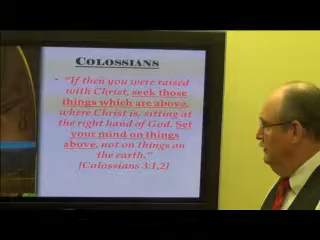 COLOSSIANS
- "If then you were raised
with Christ, seek those
things which are above,
where Christ is, sitting at
the right hand of God. Set
your mind on things
above, not on things on
the earth."
(Colossians 3:1,2)